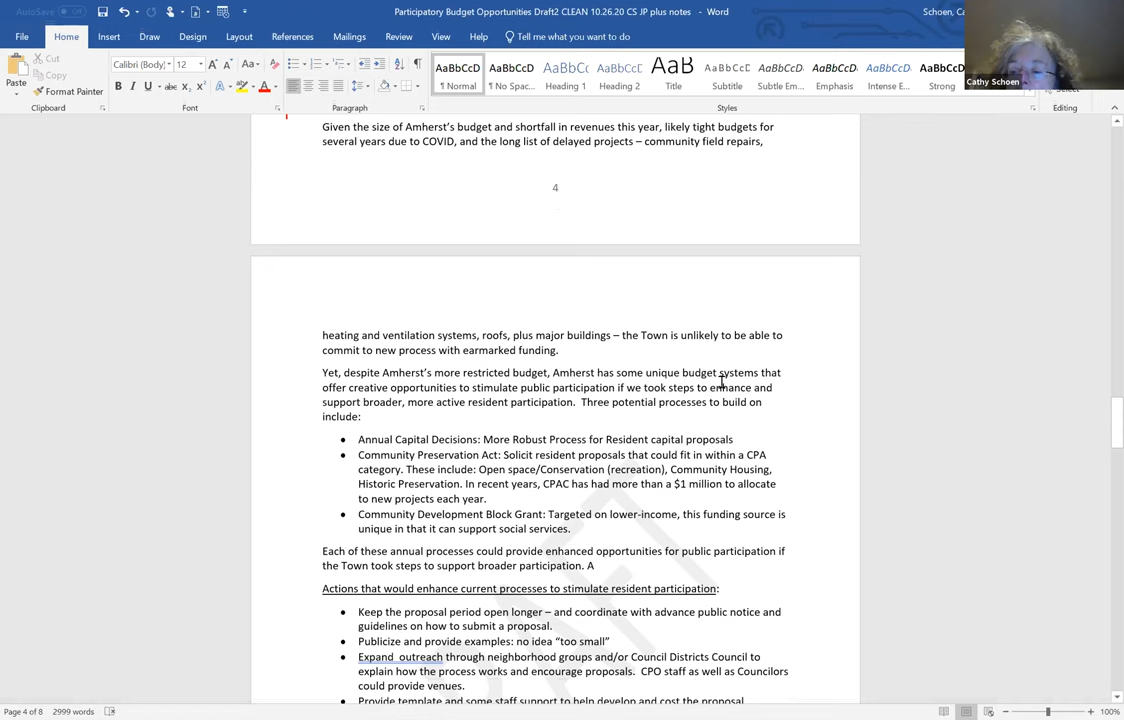 AutoSave Off
Participatory Budget Opportunities Draft2 CLEAN 10.26.20 CS JP plus notes - Word
Schoen, Ca
File Home Insert Draw Design Layout References Mailings Review View Help Tell me what you want to do
Cathy Schoen
Paste
Cut
Copy
Format Painter
Calibri (Body) 12
AaBbCcD AaBbCcD AaBbCc AaBbCcD AaB AaBbCcD AaBbCcD AaBbCcD AaBbCcD AaBbCcD
¶ Normal ¶ No Spac... Heading 1 Heading 2 Title Subtitle Subtle Em... Emphasis Intense E... Strong
Clipboard Font Paragraph Styles Editing
Given the size of Amherst's budget and shortfall in revenues this year, likely tight budgets for
several years due to COVID, and the long list of delayed projects – community field repairs,
4
heating and ventilation systems, roofs, plus major buildings – the Town is unlikely to be able to
commit to new process with earmarked funding.
Yet, despite Amherst's more restricted budget, Amherst has some unique budget systems that
offer creative opportunities to stimulate public participation if we took steps to enhance and
support broader, more active resident participation. Three potential processes to build on
include:
• Annual Capital Decisions: More Robust Process for Resident capital proposals
• Community Preservation Act: Solicit resident proposals that could fit in within a CPA
category. These include: Open space/Conservation (recreation), Community Housing,
Historic Preservation. In recent years, CPAC has had more than a $1 million to allocate
to new projects each year.
• Community Development Block Grant: Targeted on lower-income, this funding source is
unique in that it can support social services.
Each of these annual processes could provide enhanced opportunities for public participation if
the Town took steps to support broader participation. A
Actions that would enhance current processes to stimulate resident participation:
• Keep the proposal period open longer – and coordinate with advance public notice and
guidelines on how to submit a proposal.
• Publicize and provide examples: no idea "too small"
• Expand outreach through neighborhood groups and/or Council Districts Council to
explain how the process works and encourage proposals. CPO staff as well as Councilors
could provide venues.
• Provide template and some staff support to help develop and cost the proposal
Page 4 of 8 2999 words
100%